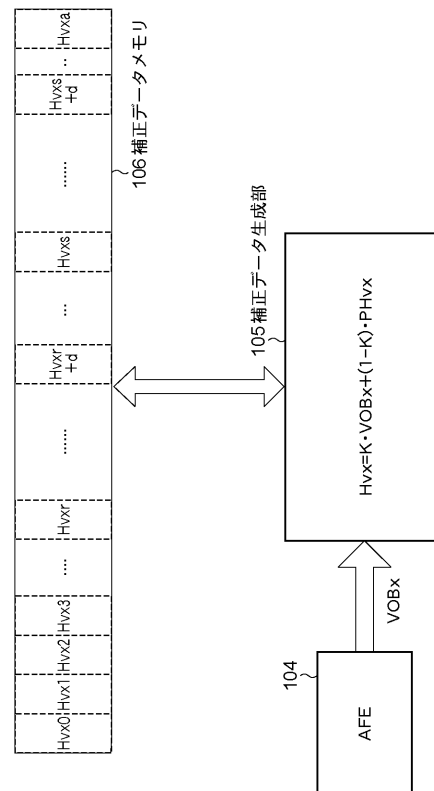 Hvx0
Hvx1
Hvx2
Hvx3
....
Hvxr
......
Hvxr
+d
...
Hvxs
......
Hvxs
+d
..
Hvxa
106 補正データメモリ
105 補正データ生成部
Hvx=K・VOBx+(1-K)・PHvx
104
AFE
VOBx